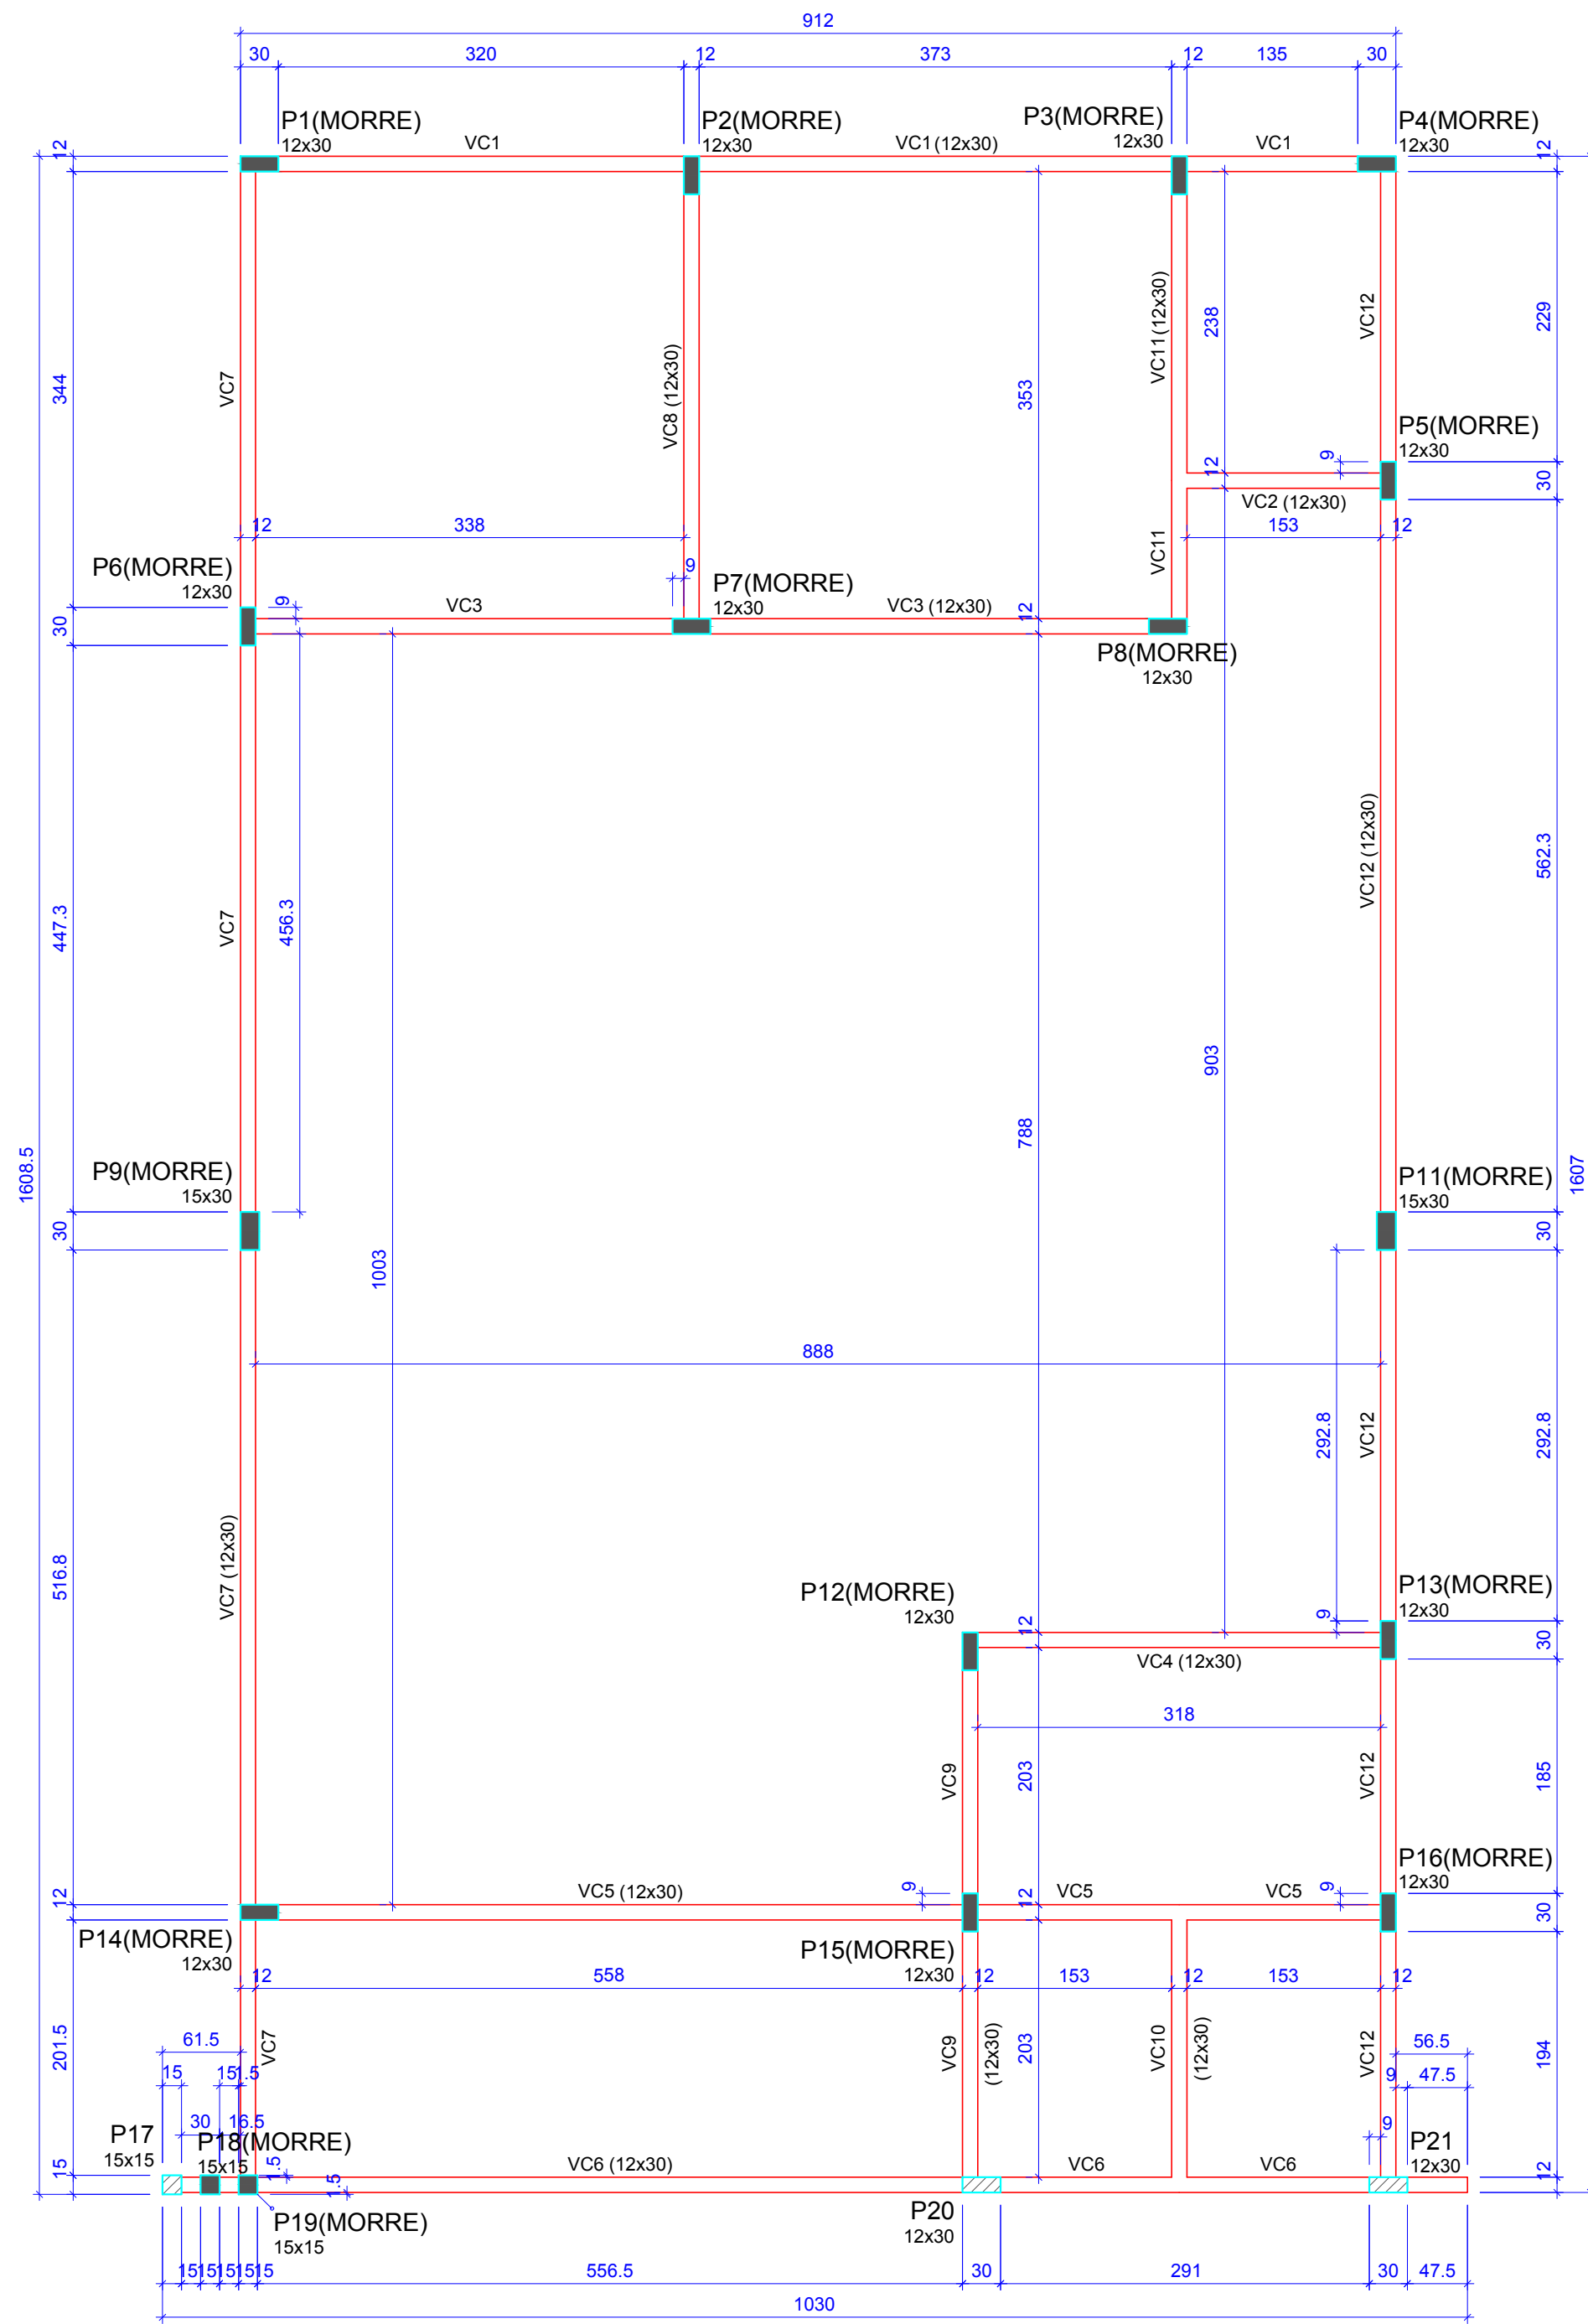 912
30 320 12 373 12 135 30
P1(MORRE)
12x30
VC1
P2(MORRE)
12x30
VC1 (12x30)
P3(MORRE)
12x30
VC1
P4(MORRE)
12x30
12
12
344
VC7
VC8 (12x30)
353
VC11 (12x30)
238
VC12
229
P5(MORRE)
12x30
9
30
12
VC2 (12x30)
12 338
153 12
VC11
P6(MORRE)
12x30
9
30
VC3
9
P7(MORRE)
12x30
VC3 (12x30)
12
P8(MORRE)
12x30
VC7
447.3
456.3
VC12 (12x30)
562.3
903
788
1608.5
1607
P9(MORRE)
15x30
30
P11(MORRE)
15x30
30
1003
888
292.8
VC12
292.8
VC7 (12x30)
516.8
P12(MORRE)
12x30
12
9
P13(MORRE)
12x30
30
VC4 (12x30)
318
VC9
203
VC12
185
P16(MORRE)
12x30
12
VC5 (12x30)
9
12
VC5
VC5
9
30
P14(MORRE)
12x30
P15(MORRE)
12x30
12 558 12 153 12 153 12
201.5
61.5
VC7
VC9
(12x30)
203
VC10
(12x30)
VC12
56.5
194
15 15 1.5
9 47.5
30 16.5
9
P17
15x15
P18(MORRE)
15x15
1.5
1.5
15
VC6 (12x30)
VC6
VC6
P21
12x30
12
P19(MORRE)
15x15
P20
12x30
15 15 15 15 15 556.5 30 291 30 47.5
1030